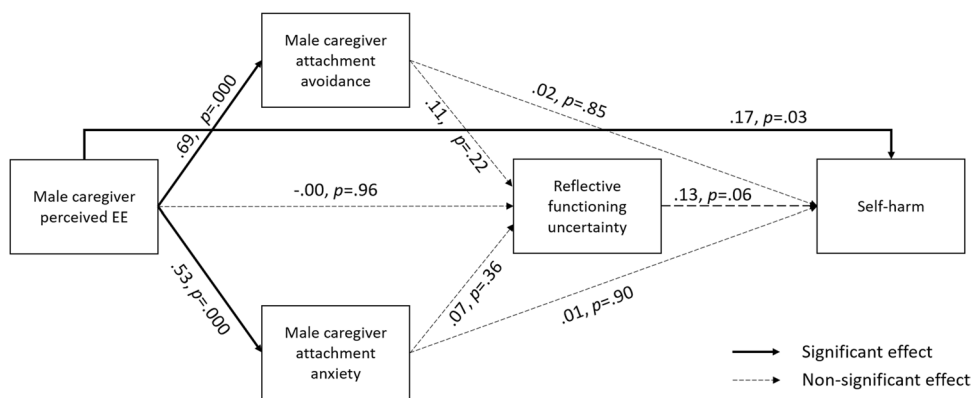 Male caregiver
attachment
avoidance
.69, p=.000
.11, p=.22
.02, p=.85
.17, p=.03
Male caregiver
perceived EE
-.00, p=.96
Reflective
functioning
uncertainty
.13, p=.06
Self-harm
.53, p=.000
.07, p=.36
.01, p=.90
Male caregiver
attachment
anxiety
Significant effect
Non-significant effect